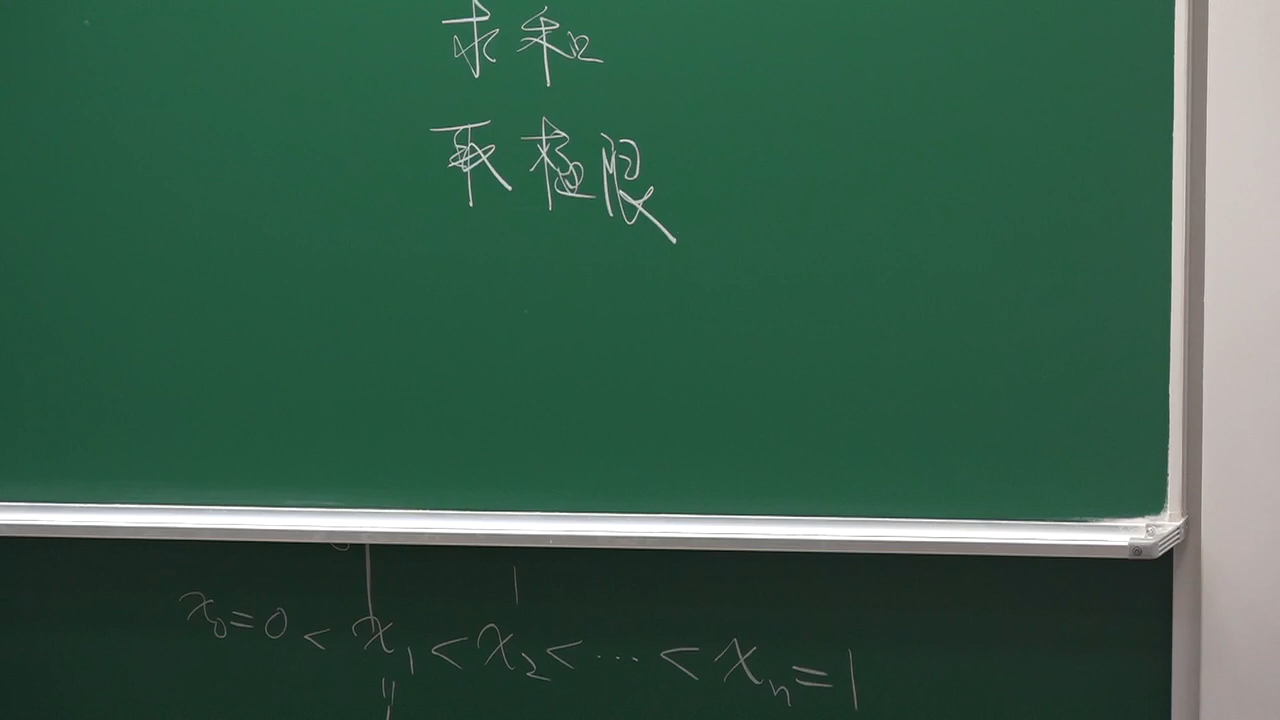 求和
取极限
x₀=0 < x₁ < x₂ < ... < xₙ = 1